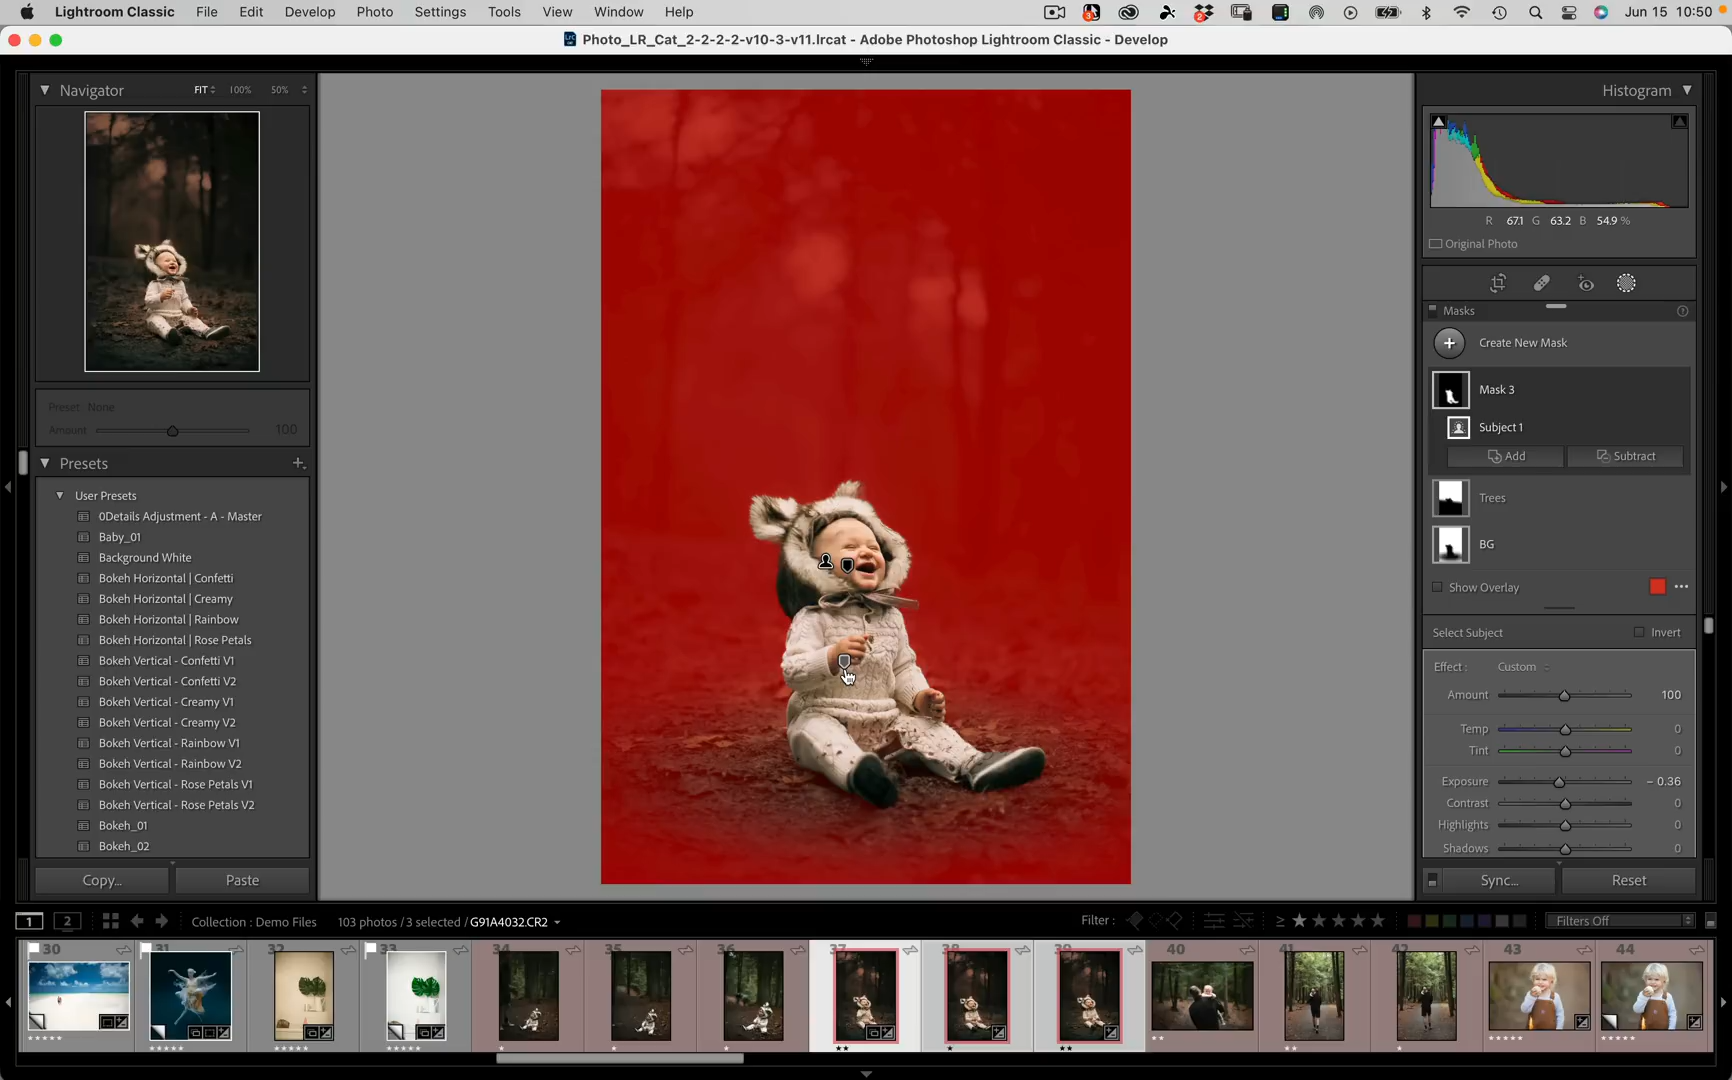 Lightroom Classic File Edit Develop Photo Settings Tools View Window Help Jun 15 10:50
Photo_LR_Cat_2-2-2-2-v10-3-v11.lrcat - Adobe Photoshop Lightroom Classic - Develop
Navigator FIT 100% 50%
Preset None
Amount 100
Presets
User Presets
0Details Adjustment - A - Master
Baby_01
Background White
Bokeh Horizontal | Confetti
Bokeh Horizontal | Creamy
Bokeh Horizontal | Rainbow
Bokeh Horizontal | Rose Petals
Bokeh Vertical - Confetti V1
Bokeh Vertical - Confetti V2
Bokeh Vertical - Creamy V1
Bokeh Vertical - Creamy V2
Bokeh Vertical - Rainbow V1
Bokeh Vertical - Rainbow V2
Bokeh Vertical - Rose Petals V1
Bokeh Vertical - Rose Petals V2
Bokeh_01
Bokeh_02
Copy... Paste
Histogram
R 67.1 G 63.2 B 54.9 %
Original Photo
Masks
Create New Mask
Mask 3
Subject 1
Add Subtract
Trees
BG
Show Overlay
Select Subject Invert
Effect : Custom
Amount 100
Temp 0
Tint 0
Exposure - 0.36
Contrast 0
Highlights 0
Shadows 0
Sync... Reset
1 2 Collection : Demo Files 103 photos / 3 selected / G91A4032.CR2 Filter : Filters Off
30 31 32 33 34 35 36 37 38 39 40 41 42 43 44